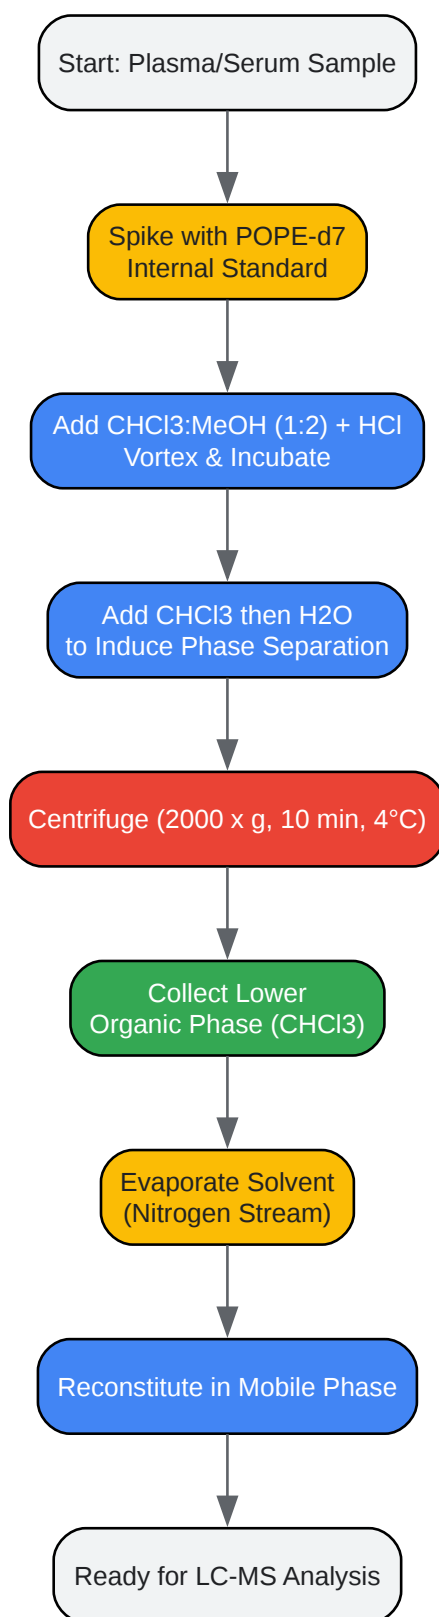 Start: Plasma/Serum Sample
Spike with POPE-d7
Internal Standard
Add CHCl3:MeOH (1:2) + HCl
Vortex & Incubate
Add CHCl3 then H2O
to Induce Phase Separation
Centrifuge (2000 x g, 10 min, 4°C)
Collect Lower
Organic Phase (CHCl3)
Evaporate Solvent
(Nitrogen Stream)
Reconstitute in Mobile Phase
Ready for LC-MS Analysis